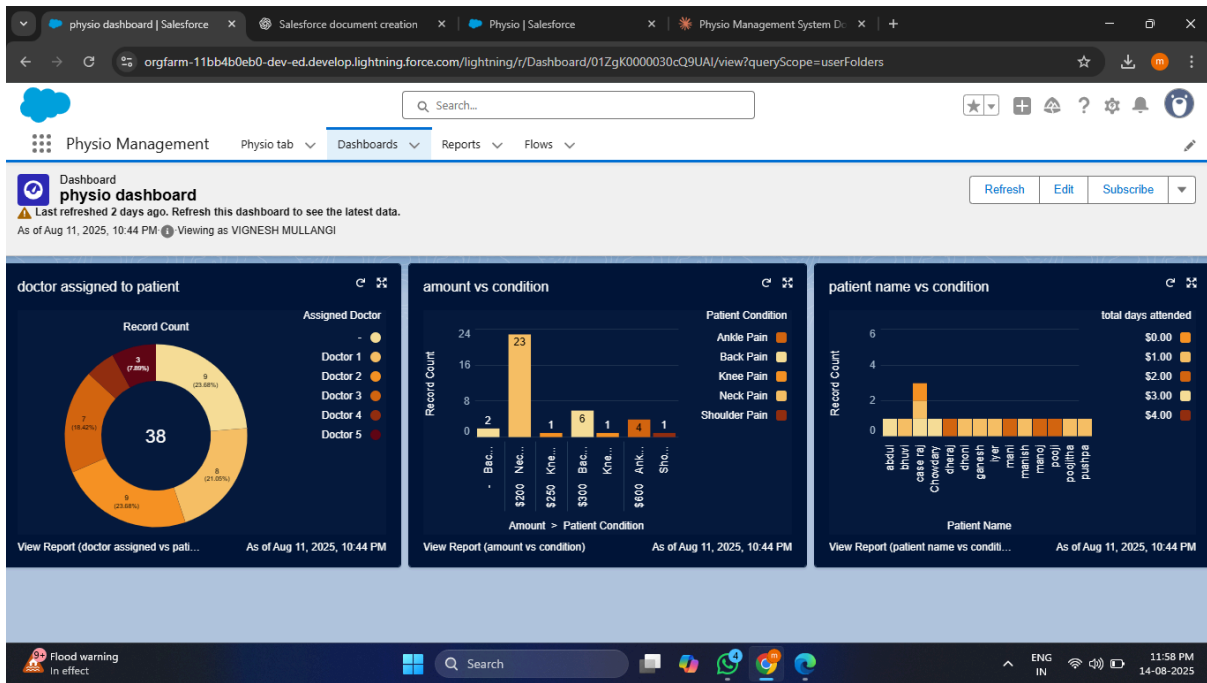 physio dashboard | Salesforce
Salesforce document creation
Physio | Salesforce
Physio Management System Do
orgfarm-11bb4b0eb0-dev-ed.develop.lightning.force.com/lightning/r/Dashboard/01ZgK0000030cQ9UAI/view?queryScope=userFolders
m
Search...
Physio Management
Physio tab
Dashboards
Reports
Flows
Dashboard
physio dashboard
Last refreshed 2 days ago. Refresh this dashboard to see the latest data.
As of Aug 11, 2025, 10:44 PM Viewing as VIGNESH MULLANGI
Refresh
Edit
Subscribe
doctor assigned to patient
Record Count
Assigned Doctor
-
Doctor 1
Doctor 2
Doctor 3
Doctor 4
Doctor 5
3
(7.89%)
9
(23.68%)
7
(18.42%)
38
8
(21.05%)
9
(23.68%)
View Report (doctor assigned vs pati...
As of Aug 11, 2025, 10:44 PM
amount vs condition
Patient Condition
Ankle Pain
Back Pain
Knee Pain
Neck Pain
Shoulder Pain
Record Count
24
16
8
0
2
23
1
6
1
4
1
Bac...
Nec...
Kne...
Bac...
Kne...
Ank...
Sho...
-
$200
$250
$300
$600
Amount > Patient Condition
View Report (amount vs condition)
As of Aug 11, 2025, 10:44 PM
patient name vs condition
total days attended
$0.00
$1.00
$2.00
$3.00
$4.00
Record Count
6
4
2
0
abdul
bhuvi
case raj
Chowdary
dheraj
dhoni
ganesh
iyer
mani
manish
manoj
pooji
poojitha
pushpa
Patient Name
View Report (patient name vs conditi...
As of Aug 11, 2025, 10:44 PM
9+
Flood warning
In effect
Search
4
m
ENG
IN
11:58 PM
14-08-2025